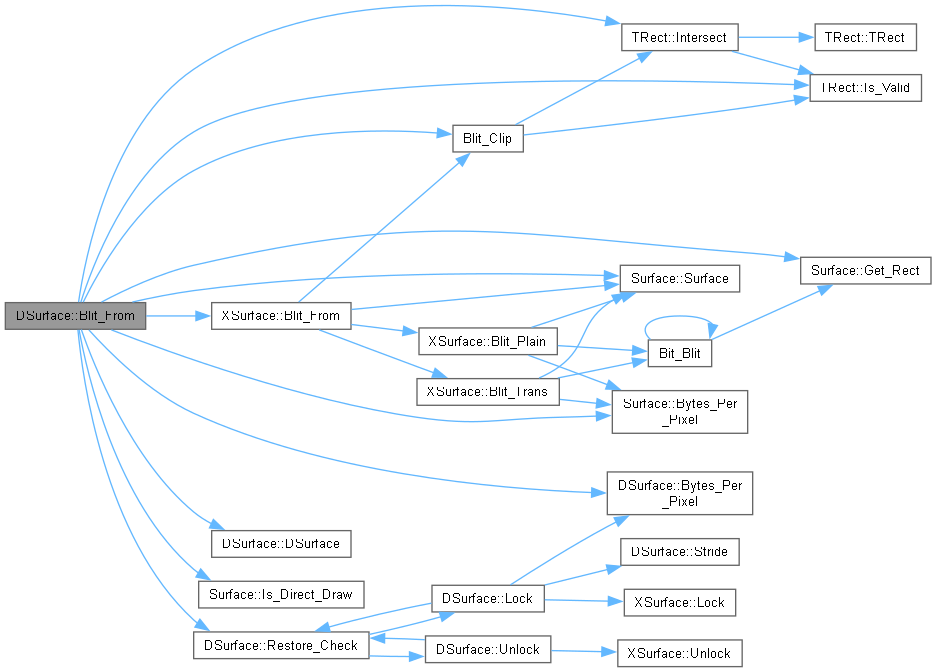 TRect::Intersect
TRect::TRect
TRect::Is_Valid
Blit_Clip
Surface::Get_Rect
Surface::Surface
DSurface::Blit_From
XSurface::Blit_From
XSurface::Blit_Plain
Bit_Blit
XSurface::Blit_Trans
Surface::Bytes_Per
_Pixel
DSurface::Bytes_Per
_Pixel
DSurface::DSurface
DSurface::Stride
Surface::Is_Direct_Draw
DSurface::Lock
XSurface::Lock
DSurface::Restore_Check
DSurface::Unlock
XSurface::Unlock